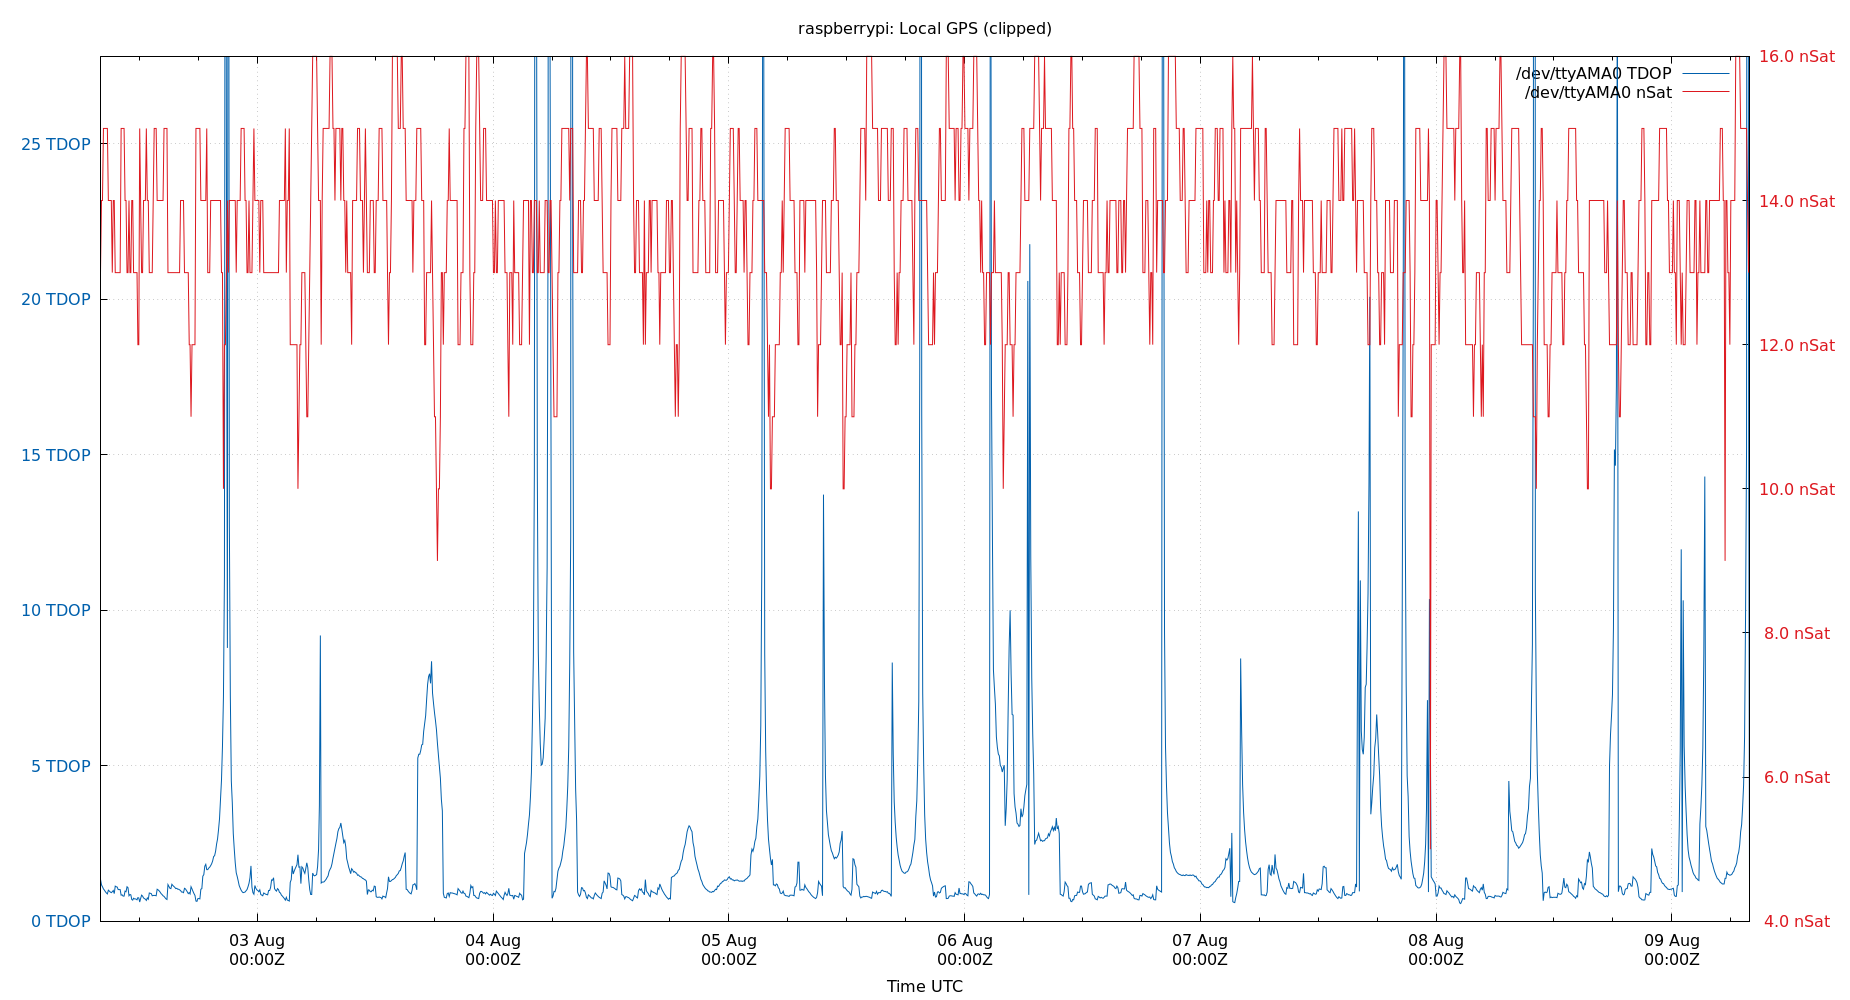 raspberrypi: Local GPS (clipped)
16.0 nSat
/dev/ttyAMA0 TDOP
/dev/ttyAMA0 nSat
25 TDOP
14.0 nSat
20 TDOP
12.0 nSat
15 TDOP
10.0 nSat
10 TDOP
8.0 nSat
5 TDOP
6.0 nSat
0 TDOP
4.0 nSat
03 Aug 04 Aug 05 Aug 06 Aug 07 Aug 08 Aug 09 Aug
00:00Z 00:00Z 00:00Z 00:00Z 00:00Z 00:00Z 00:00Z
Time UTC